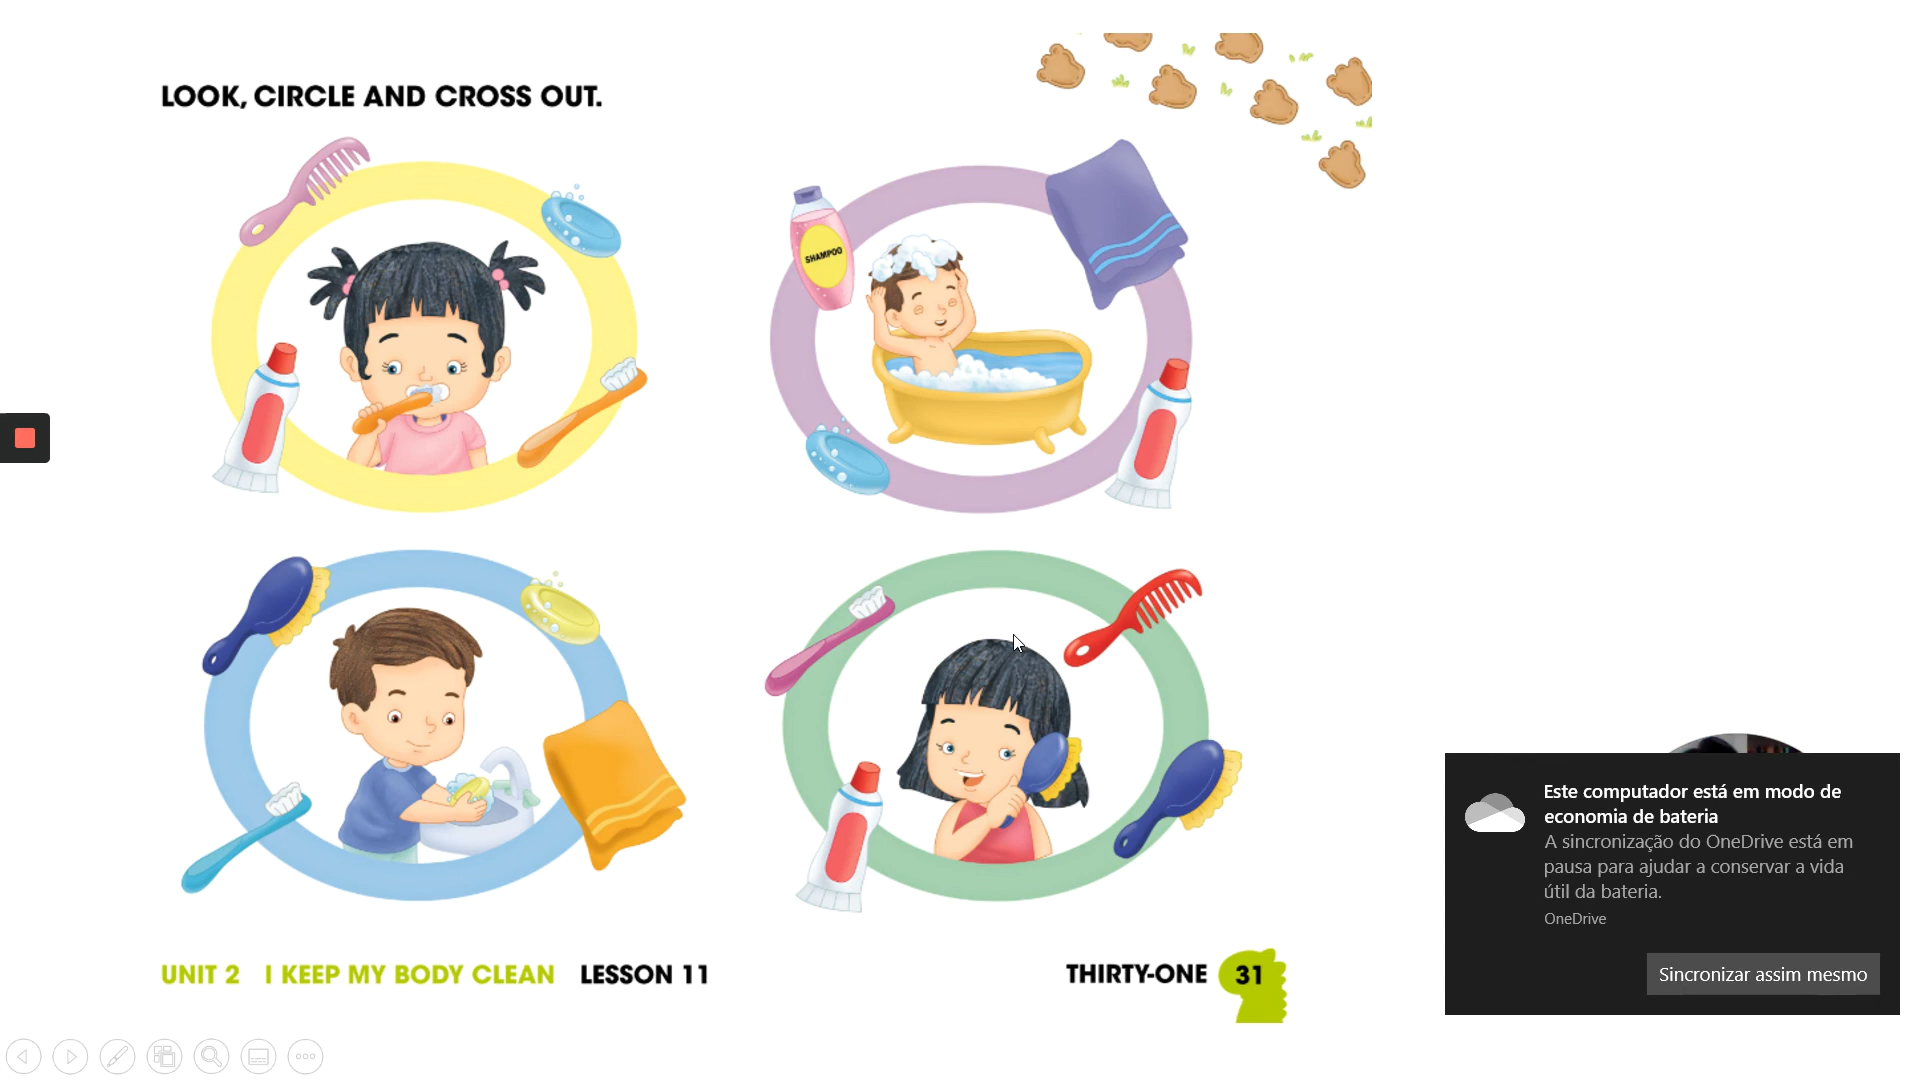 LOOK, CIRCLE AND CROSS OUT.
SHAMPOO
UNIT 2 I KEEP MY BODY CLEAN LESSON 11
THIRTY-ONE 31
Este computador está em modo de
economia de bateria
A sincronização do OneDrive está em
pausa para ajudar a conservar a vida
útil da bateria.
OneDrive
Sincronizar assim mesmo